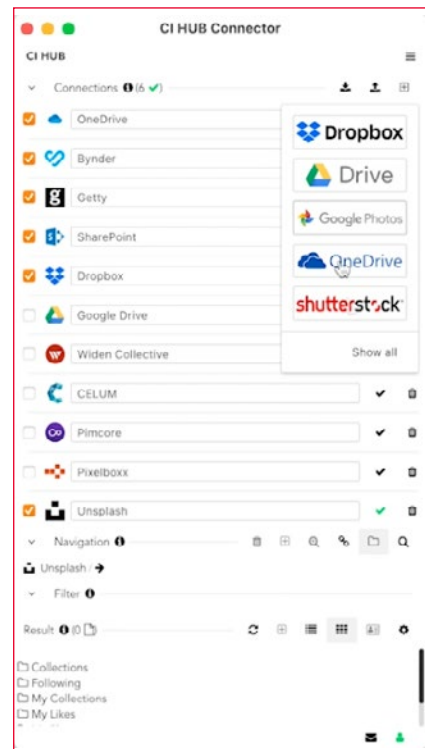 CI HUB Connector
CI HUB
Connections (6 ✔)
OneDrive
Bynder
Getty
SharePoint
Dropbox
Google Drive
Widen Collective
CELUM
Pimcore
Pixelboxx
Unsplash
Dropbox
Drive
Google Photos
OneDrive
shutterstock
Show all
Navigation
Unsplash /
Filter
Result (0
Collections
Following
My Collections
My Likes